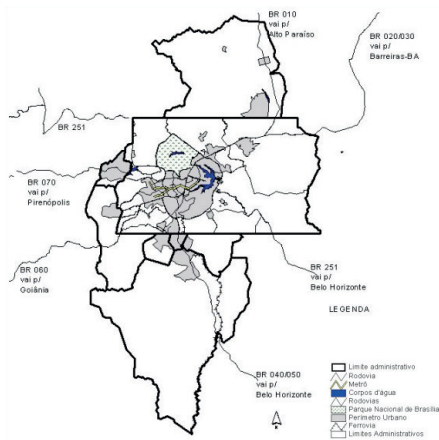 BR 010
vai p/
Alto Paraíso
BR 020/030
vai p/
Barreiras-BA
BR 251
BR 070
vai p/
Pirenópolis
BR 060
vai p/
Goiânia
BR 251
vai p/
Belo Horizonte
LEGENDA
BR 040/050
vai p/
Belo Horizonte
Limite administrativo
Rodovia
Metrô
Corpos d'água
Rodovias
Parque Nacional de Brasília
Perímetro Urbano
Ferrovia
Limites Administrativos